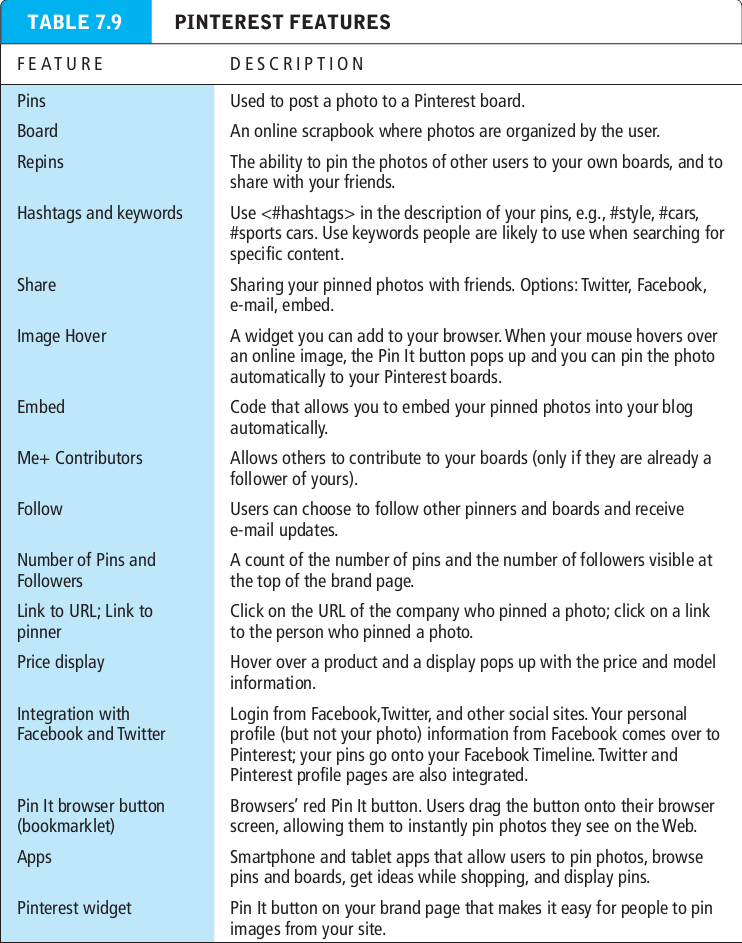 TABLE 7.9 PINTEREST FEATURES
FEATURE DESCRIPTION
Pins Used to post a photo to a Pinterest board.
Board An online scrapbook where photos are organized by the user.
Repins The ability to pin the photos of other users to your own boards, and to
share with your friends.
Hashtags and keywords Use <#hashtags> in the description of your pins, e.g., #style, #cars,
#sports cars. Use keywords people are likely to use when searching for
specific content.
Share Sharing your pinned photos with friends. Options: Twitter, Facebook,
e-mail, embed.
Image Hover A widget you can add to your browser. When your mouse hovers over
an online image, the Pin It button pops up and you can pin the photo
automatically to your Pinterest boards.
Embed Code that allows you to embed your pinned photos into your blog
automatically.
Me+ Contributors Allows others to contribute to your boards (only if they are already a
follower of yours).
Follow Users can choose to follow other pinners and boards and receive
e-mail updates.
Number of Pins and A count of the number of pins and the number of followers visible at
Followers the top of the brand page.
Link to URL; Link to Click on the URL of the company who pinned a photo; click on a link
pinner to the person who pinned a photo.
Price display Hover over a product and a display pops up with the price and model
information.
Integration with Login from Facebook,Twitter, and other social sites. Your personal
Facebook and Twitter profile (but not your photo) information from Facebook comes over to
Pinterest; your pins go onto your Facebook Timeline. Twitter and
Pinterest profile pages are also integrated.
Pin It browser button Browsers' red Pin It button. Users drag the button onto their browser
(bookmarklet) screen, allowing them to instantly pin photos they see on the Web.
Apps Smartphone and tablet apps that allow users to pin photos, browse
pins and boards, get ideas while shopping, and display pins.
Pinterest widget Pin It button on your brand page that makes it easy for people to pin
images from your site.